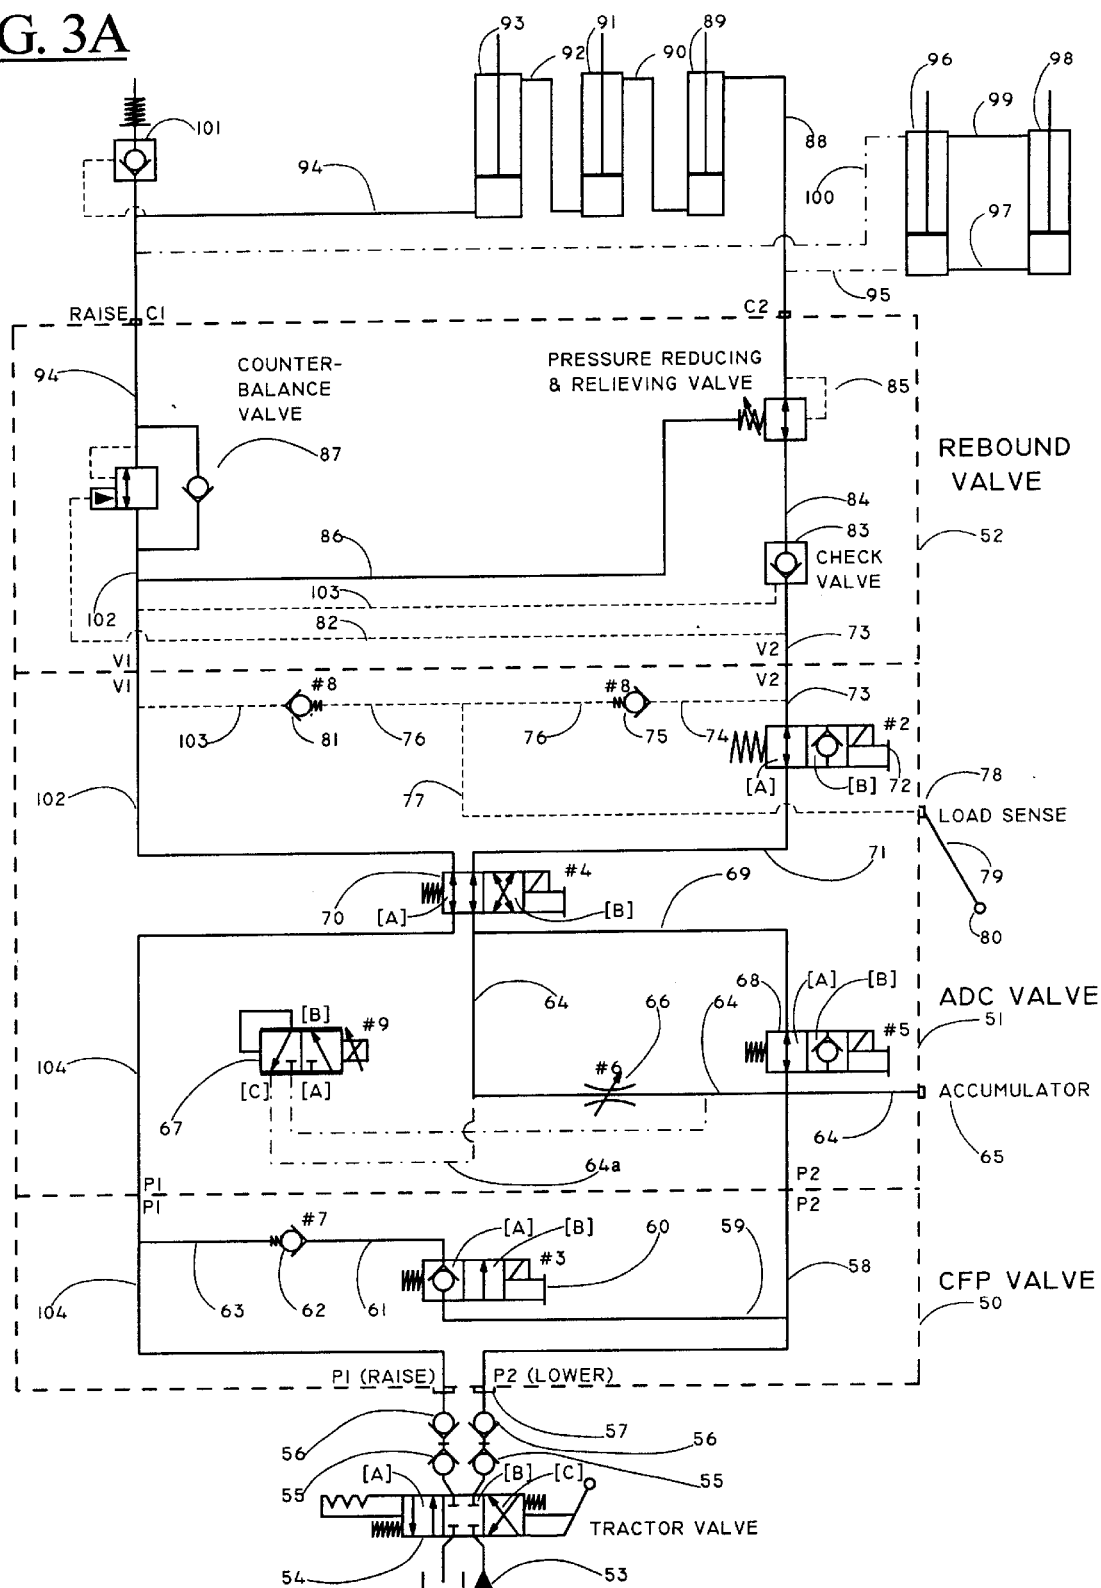 G. 3A
93
91
89
92
90
96
98
99
101
88
94
100
97
95
RAISE C1
C2
COUNTER-
BALANCE
VALVE
PRESSURE REDUCING
& RELIEVING VALVE
94
85
REBOUND
VALVE
87
84
83
52
86
CHECK
VALVE
103
102
82
73
V1
V2
V1
V2
#8
#8
73
103
81
76
76
75
74
#2
72
[A]
[B]
78
77
102
LOAD SENSE
71
79
#4
69
70
[A]
[B]
80
68
[A]
[B]
64
66
64
ADC VALVE
[B]
#9
#5
51
104
#6
[C]
[A]
ACCUMULATOR
67
64
65
64a
P1
P2
P1
P2
#7
[A]
[B]
60
59
#3
58
CFP VALVE
104
63
62
61
50
P1 (RAISE)
P2 (LOWER)
57
56
56
55
[A]
[B]
[C]
55
TRACTOR VALVE
54
53